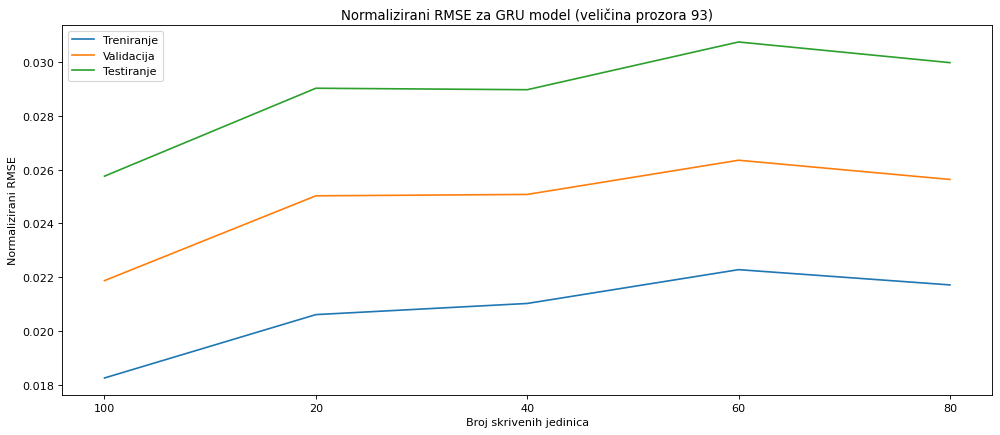 Normalizirani RMSE za GRU model (veličina prozora 93)
Treniranje
Validacija
Testiranje
Normalizirani RMSE
0.030
0.028
0.026
0.024
0.022
0.020
0.018
100 20 40 60 80
Broj skrivenih jedinica